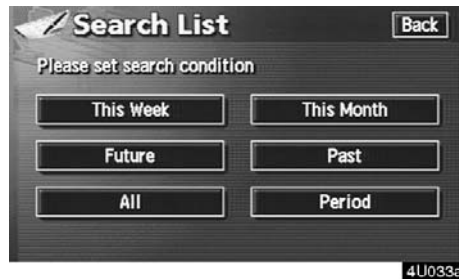 Search List Back
Please set search condition
This Week This Month
Future Past
All Period
4U033a